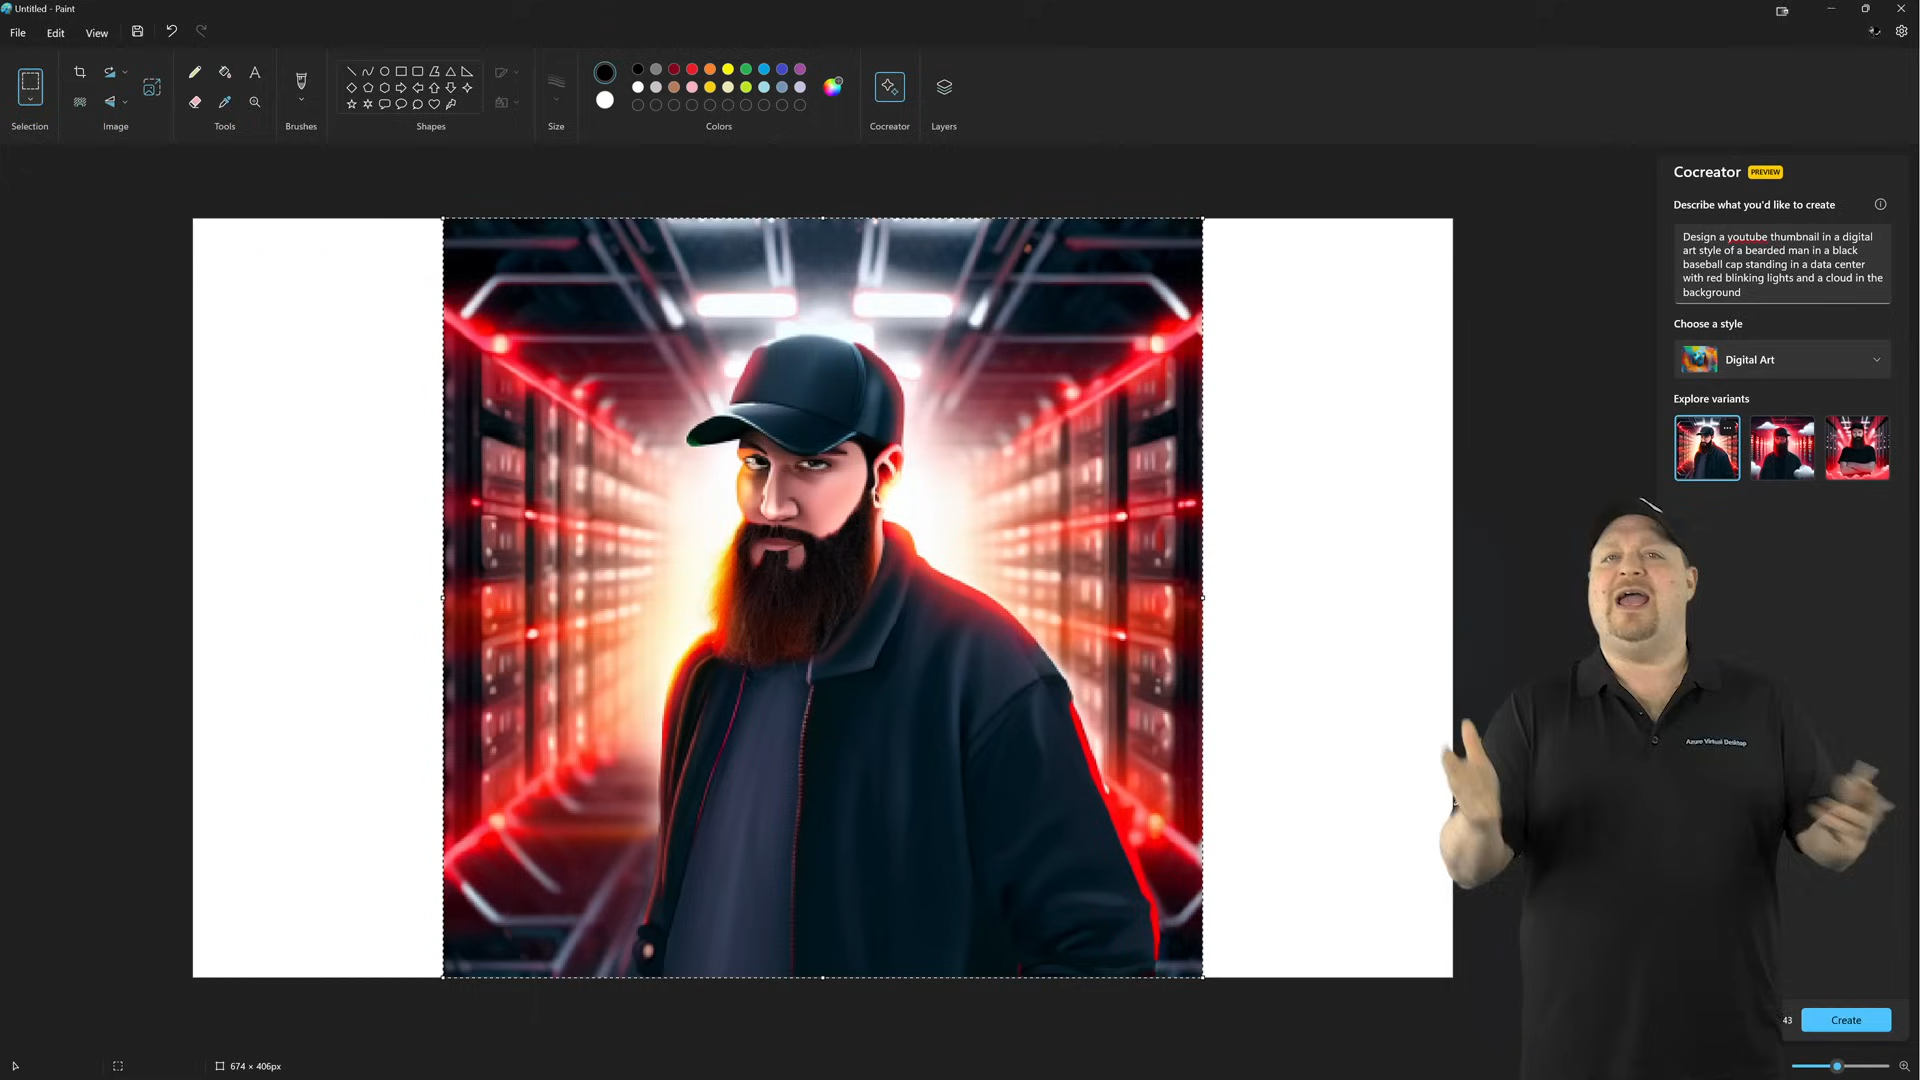 Untitled - Paint
File Edit View
Selection
Image
Tools
Brushes
Shapes
Size
Colors
Cocreator
Layers
Cocreator PREVIEW
Describe what you'd like to create
Design a youtube thumbnail in a digital
art style of a bearded man in a black
baseball cap standing in a data center
with red blinking lights and a cloud in the
background
Choose a style
Digital Art
Explore variants
Azure Virtual Desktop
43 Create
674 × 406px